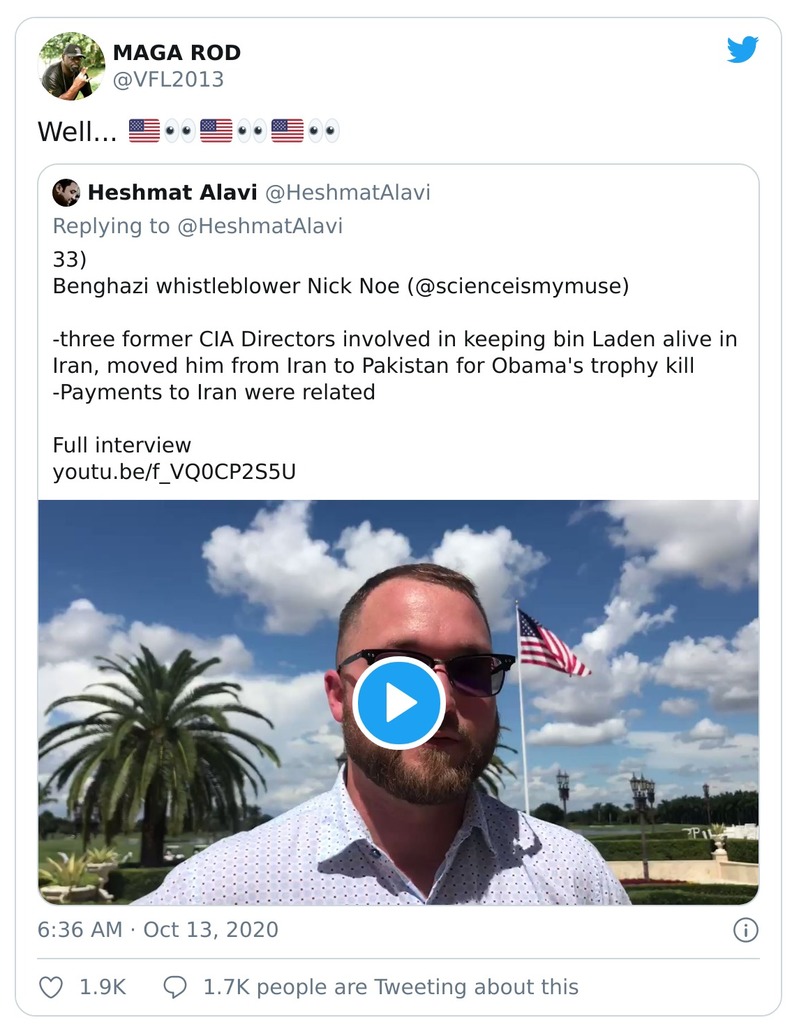 MAGA ROD
@VFL2013
Well... 🇺🇸👀🇺🇸👀🇺🇸👀
Heshmat Alavi @HeshmatAlavi
Replying to @HeshmatAlavi
33)
Benghazi whistleblower Nick Noe (@scienceismymuse)
-three former CIA Directors involved in keeping bin Laden alive in
Iran, moved him from Iran to Pakistan for Obama's trophy kill
-Payments to Iran were related
Full interview
youtu.be/f_VQ0CP2S5U
6:36 AM · Oct 13, 2020
1.9K 1.7K people are Tweeting about this